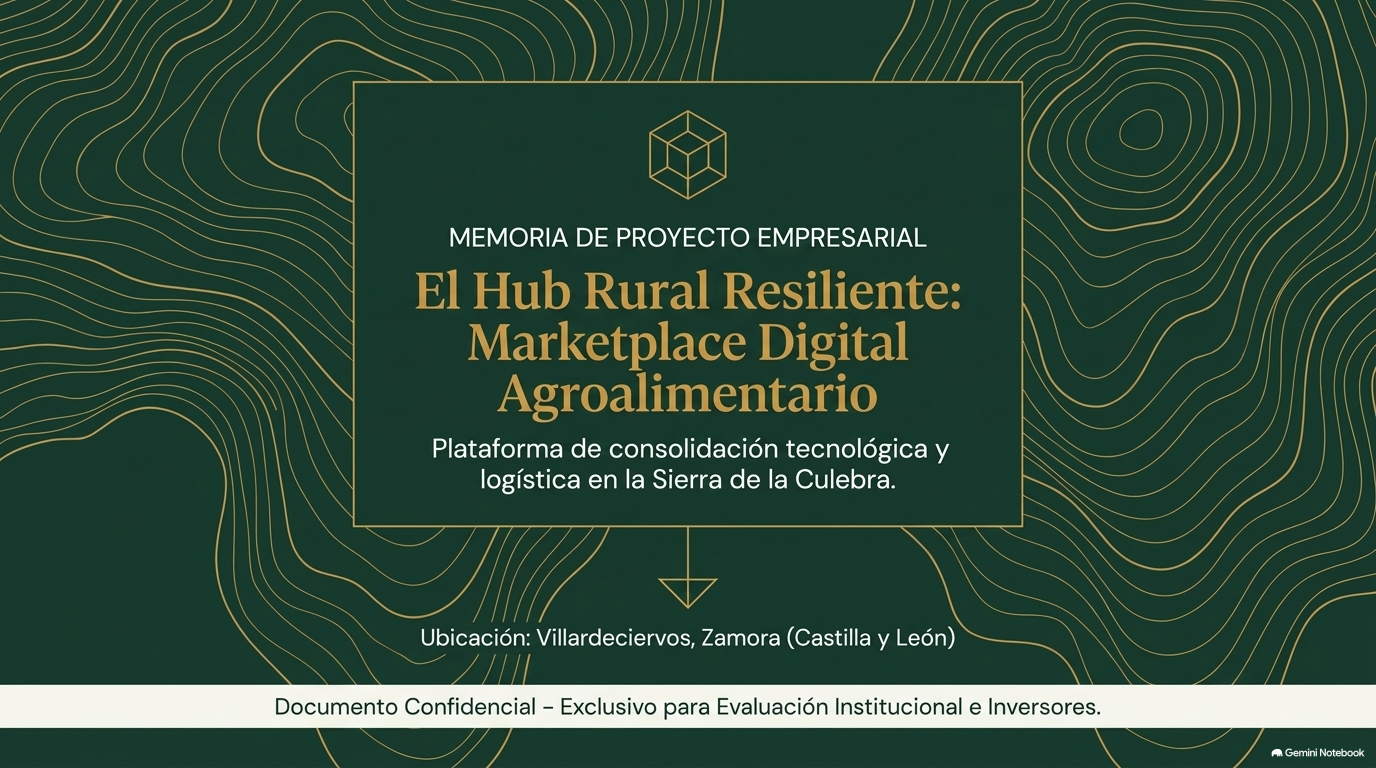 MEMORIA DE PROYECTO EMPRESARIAL
El Hub Rural Resiliente:
Marketplace Digital
Agroalimentario
Plataforma de consolidación tecnológica y
logística en la Sierra de la Culebra.
Ubicación: Villardeciervos, Zamora (Castilla y León)
Documento Confidencial – Exclusivo para Evaluación Institucional e Inversores.
Gemini Notebook